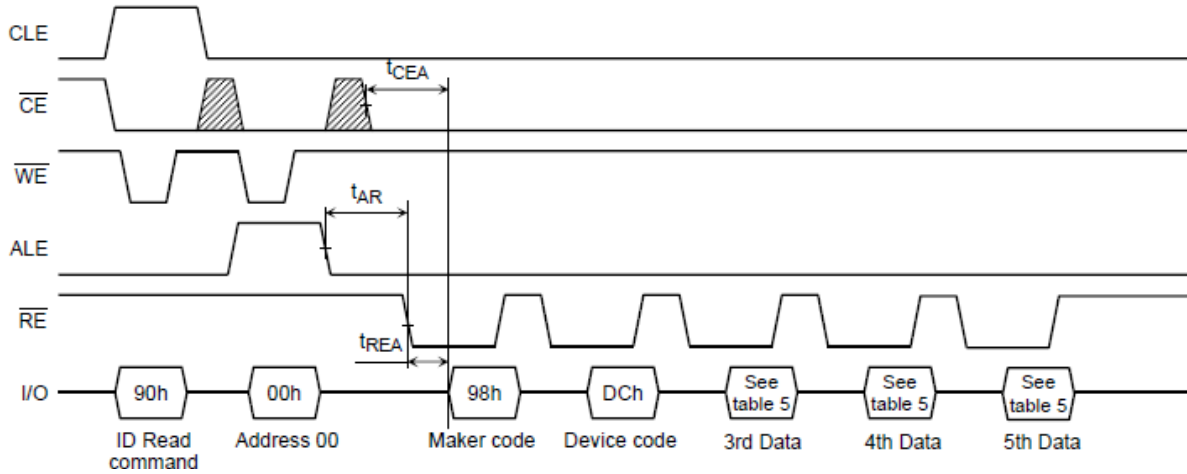 CLE
tCEA
CE
WE
tAR
ALE
RE
tREA
I/O
90h
00h
98h
DCh
See
table 5
See
table 5
See
table 5
ID Read
command
Address 00
Maker code
Device code
3rd Data
4th Data
5th Data